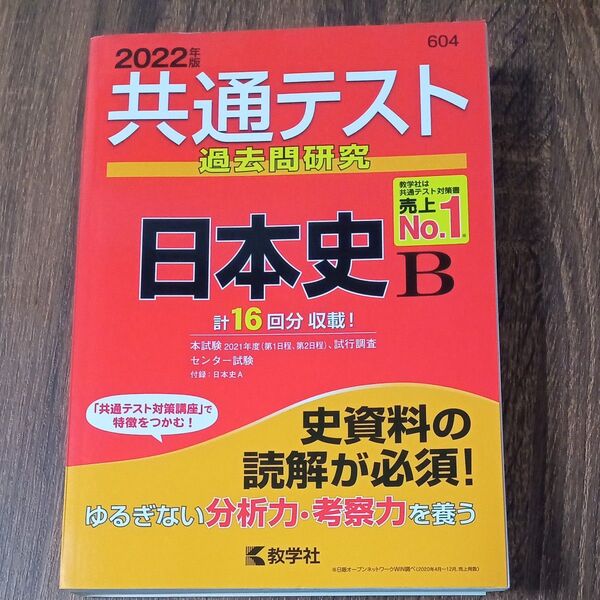 2022年版
604
共通テスト
過去問研究
教学社は
共通テスト対策書
売上
No.1※
日本史B
計16回分 収載!
本試験 2021年度(第1日程、第2日程)、試行調査
センター試験
付録:日本史A
「共通テスト対策講座」で
特徴をつかむ!
史資料の
読解が必須!
ゆるぎない分析力・考察力を養う
教学社
※日販オープンネットワークWIN調べ(2020年4月~12月、売上冊数)